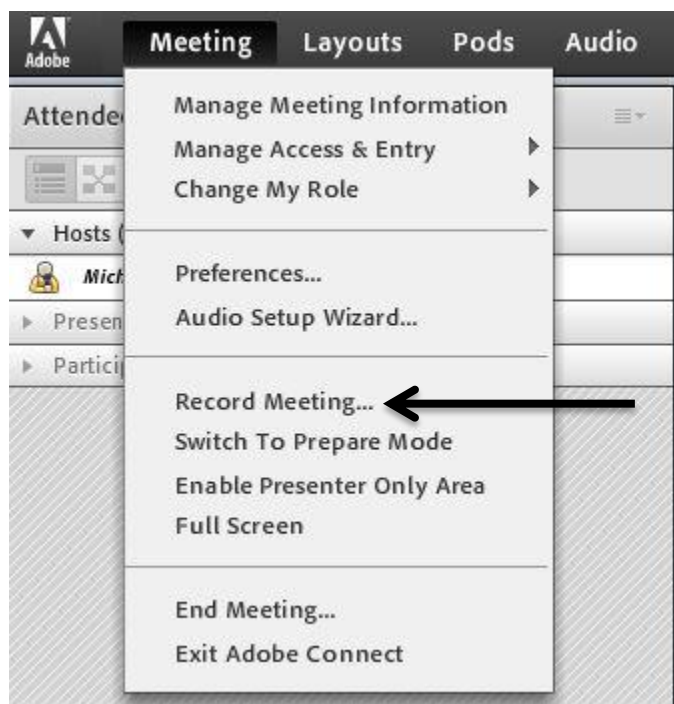 Adobe
Meeting Layouts Pods Audio
Attende
Manage Meeting Information
Manage Access & Entry
Change My Role
Hosts (
Mich
Preferences...
Presen
Audio Setup Wizard...
Particip
Record Meeting...
Switch To Prepare Mode
Enable Presenter Only Area
Full Screen
End Meeting...
Exit Adobe Connect